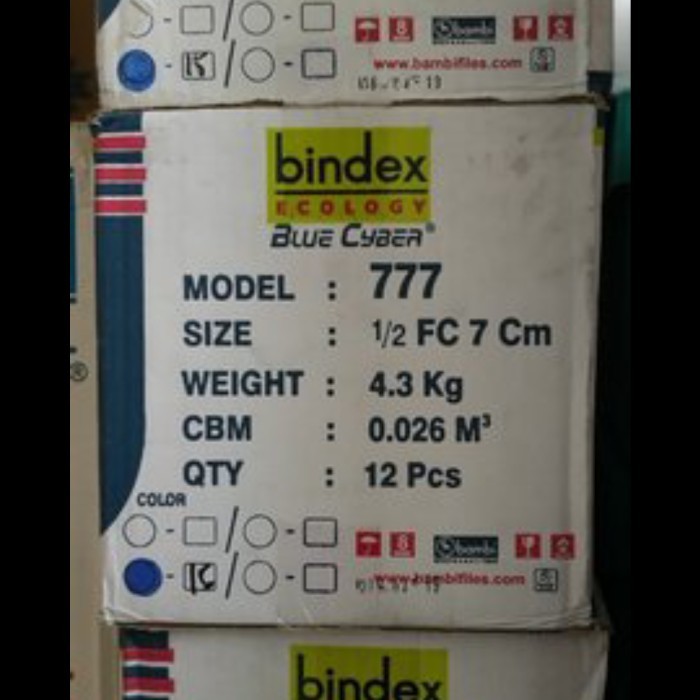 www.bambifiles.com
bindex
ECOLOGY
BLUE CYBER®
MODEL : 777
SIZE : 1/2 FC 7 Cm
WEIGHT : 4.3 Kg
CBM : 0.026 M³
QTY : 12 Pcs
COLOR
8 bambi
www.bambifiles.com
bindex